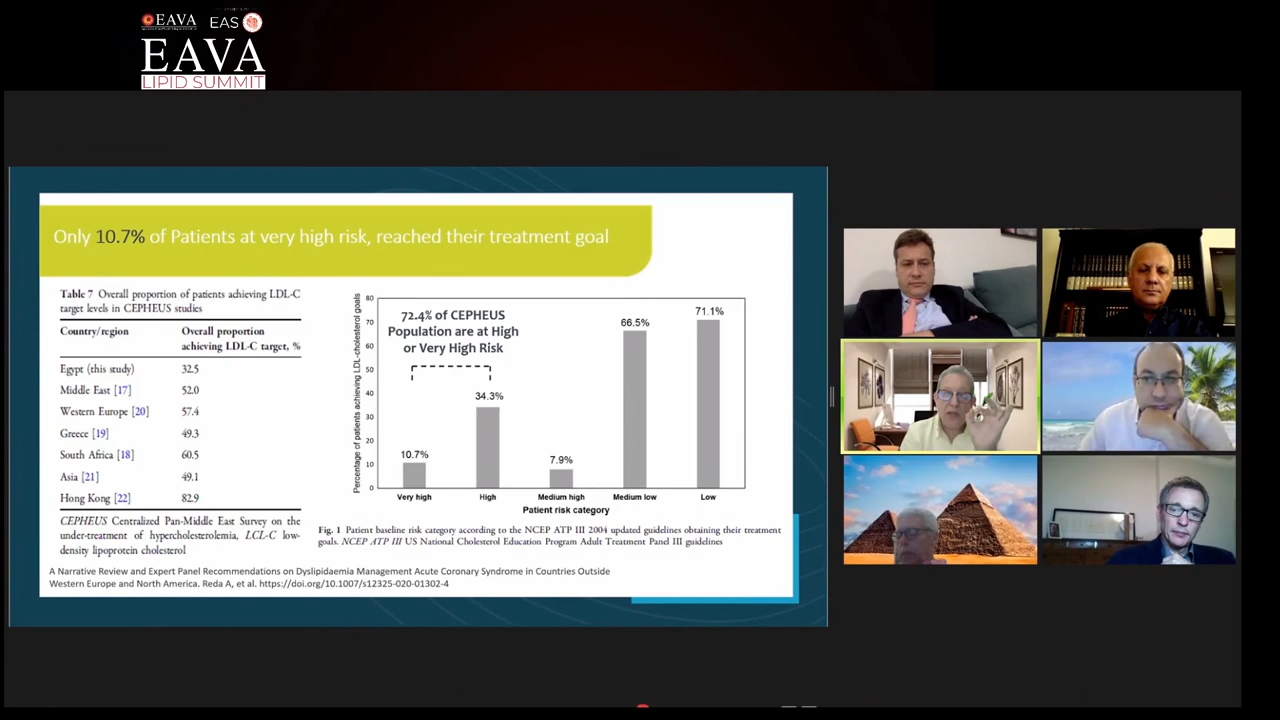 EAVA EAS
EAVA
LIPID SUMMIT
Only 10.7% of Patients at very high risk, reached their treatment goal
Table 7 Overall proportion of patients achieving LDL-C
target levels in CEPHEUS studies
Country/region Overall proportion
achieving LDL-C target, %
Egypt (this study) 32.5
Middle East [17] 52.0
Western Europe [20] 57.4
Greece [19] 49.3
South Africa [18] 60.5
Asia [21] 49.1
Hong Kong [22] 82.9
CEPHEUS Centralized Pan-Middle East Survey on the
under-treatment of hypercholesterolemia, LCL-C low-
density lipoprotein cholesterol
Percentage of patients achieving LDL-cholesterol goals
80
70
60
50
40
30
20
10
0
72.4% of CEPHEUS
Population are at High
or Very High Risk
10.7%
34.3%
7.9%
66.5%
71.1%
Very high High Medium high Medium low Low
Patient risk category
Fig. 1 Patient baseline risk category according to the NCEP ATP III 2004 updated guidelines obtaining their treatment
goals. NCEP ATP III US National Cholesterol Education Program Adult Treatment Panel III guidelines
A Narrative Review and Expert Panel Recommendations on Dyslipidaemia Management Acute Coronary Syndrome in Countries Outside
Western Europe and North America. Reda A, et al. https://doi.org/10.1007/s12325-020-01302-4